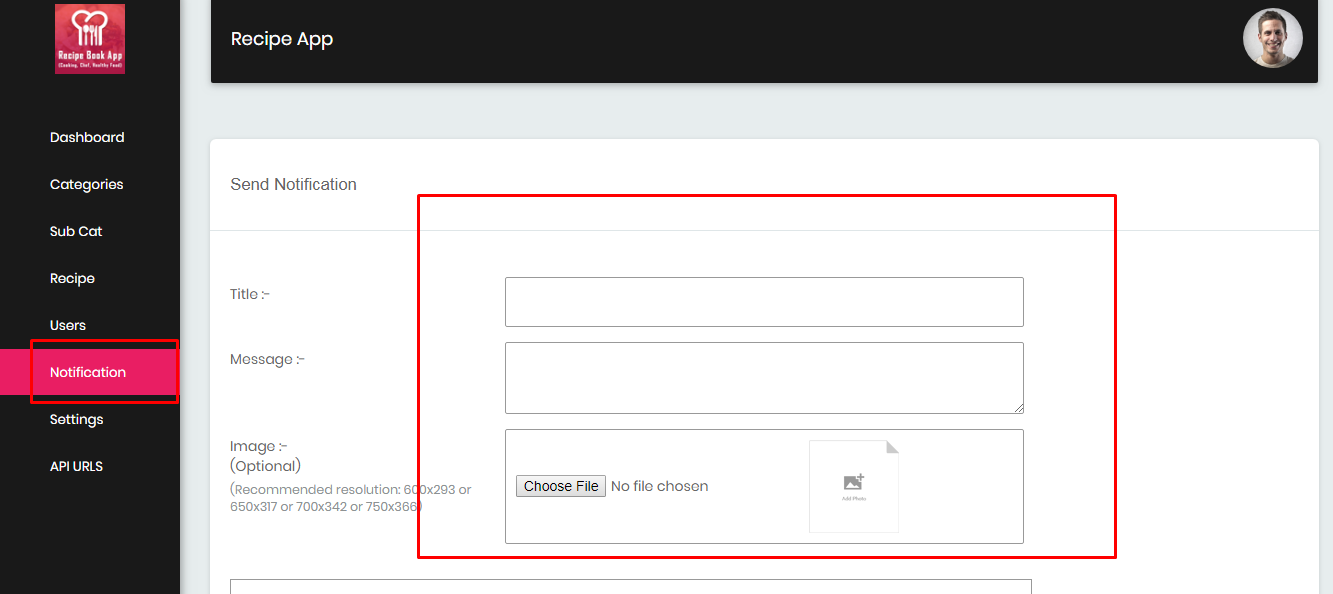 Recipe Book App
(Cooking, Chef, Healthy Food)
Recipe App
Dashboard
Categories
Sub Cat
Recipe
Users
Notification
Settings
API URLS
Send Notification
Title :-
Message :-
Image :-
(Optional)
(Recommended resolution: 600x293 or
650x317 or 700x342 or 750x366)
Choose File No file chosen
Add Photo